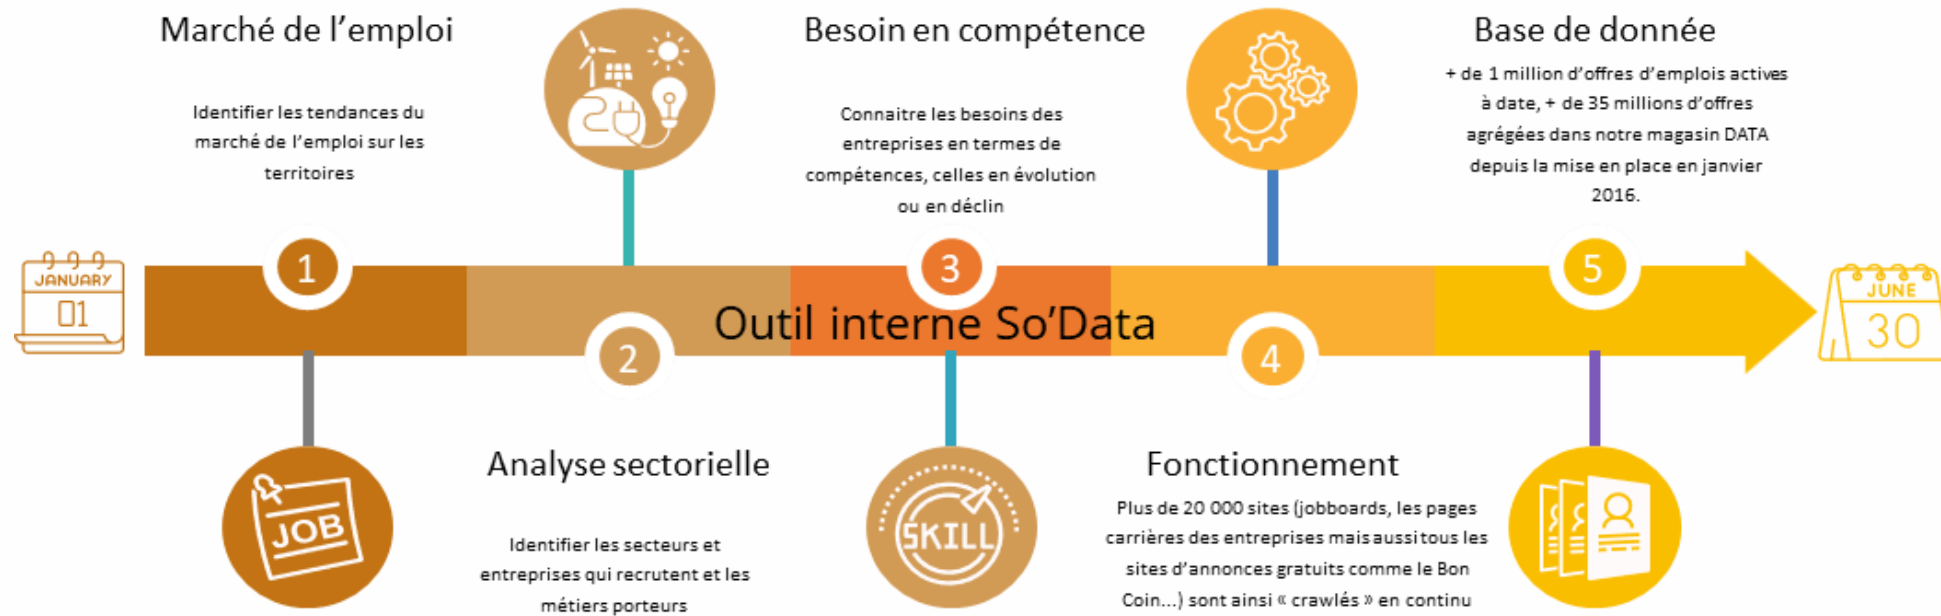 Marché de l'emploi
Identifier les tendances du
marché de l'emploi sur les
territoires
Besoin en compétence
Connaitre les besoins des
entreprises en termes de
compétences, celles en évolution
ou en déclin
Base de donnée
+ de 1 million d'offres d'emplois actives
à date, + de 35 millions d'offres
agrégées dans notre magasin DATA
depuis la mise en place en janvier
2016.
JANUARY
01
1
3
5
JUNE
30
Outil interne So'Data
2
4
JOB
Analyse sectorielle
Identifier les secteurs et
entreprises qui recrutent et les
métiers porteurs
SKILL
Fonctionnement
Plus de 20 000 sites (jobboards, les pages
carrières des entreprises mais aussi tous les
sites d'annonces gratuits comme le Bon
Coin...) sont ainsi « crawlés » en continu